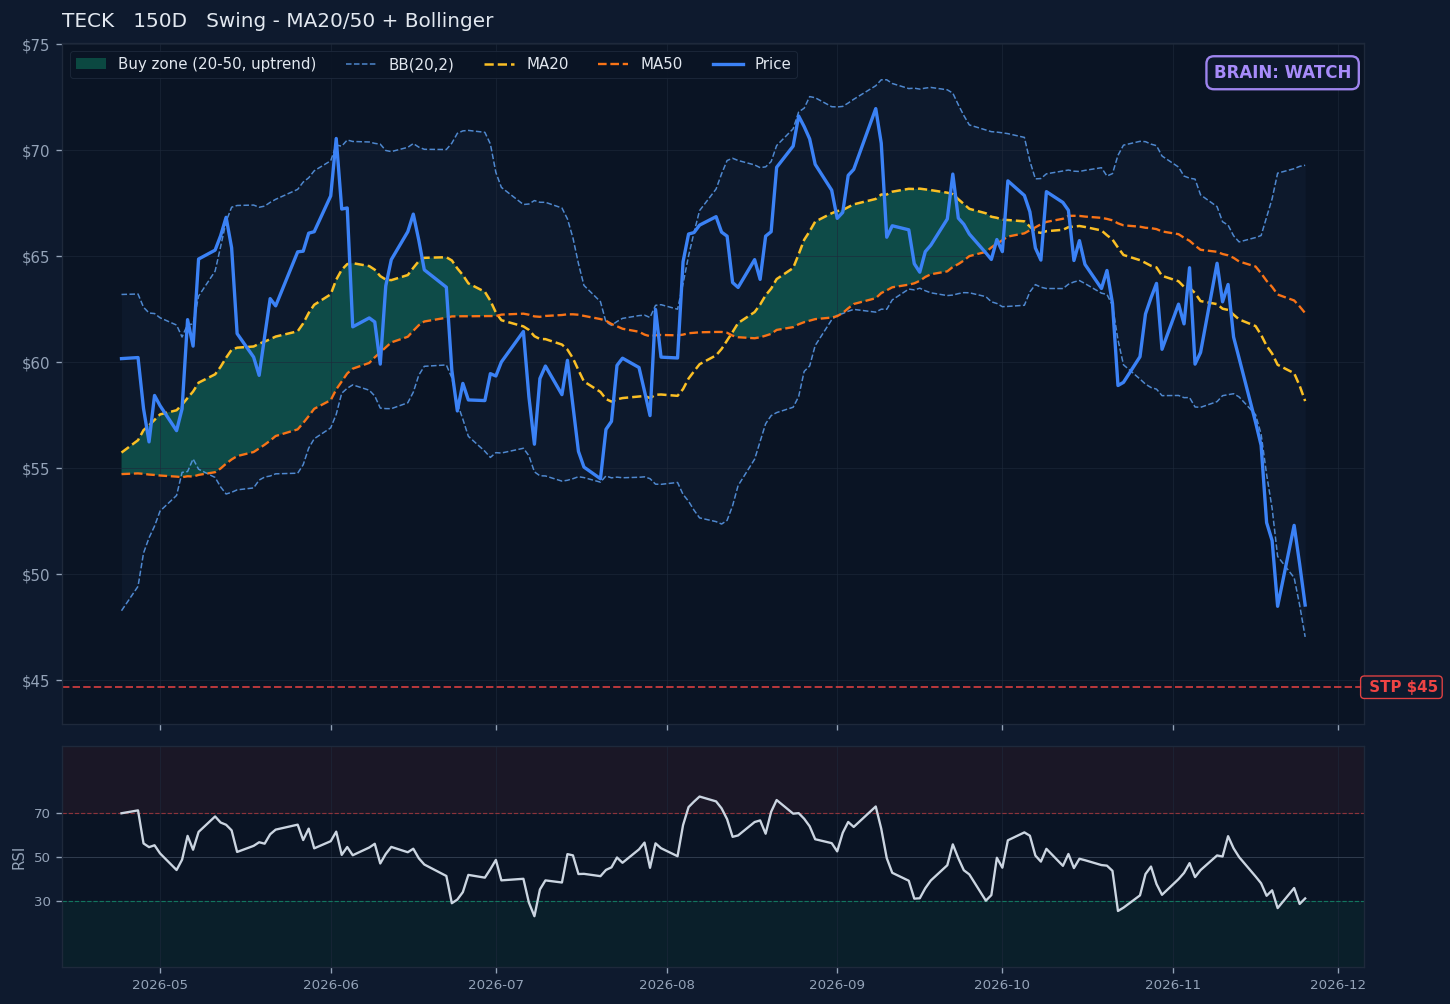 TECK   150D   Swing - MA20/50 + Bollinger
Buy zone (20-50, uptrend)   BB(20,2)   MA20   MA50   Price
BRAIN: WATCH
$75
$70
$65
$60
$55
$50
$45
STP $45
RSI
70
50
30
2026-05   2026-06   2026-07   2026-08   2026-09   2026-10   2026-11   2026-12